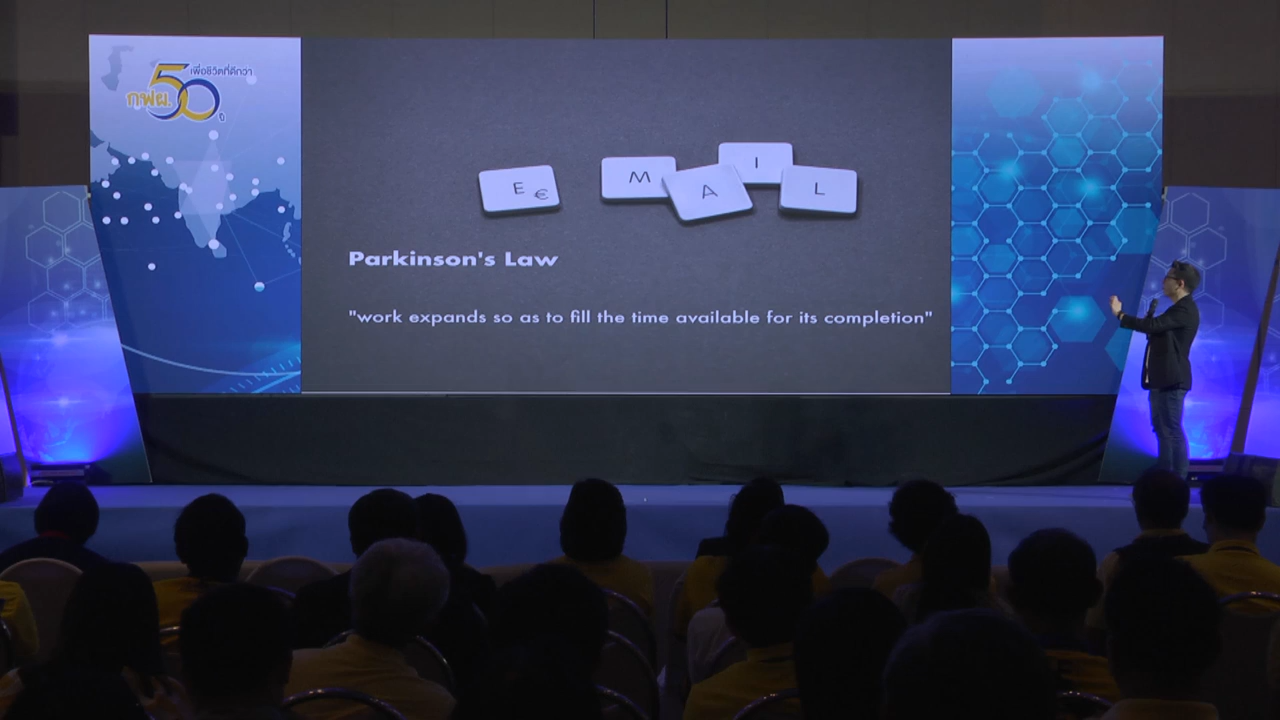 เพื่อชีวิตที่ดีกว่า
กฟผ. 50 ปี
E € M A I L
Parkinson's Law
"work expands so as to fill the time available for its completion"